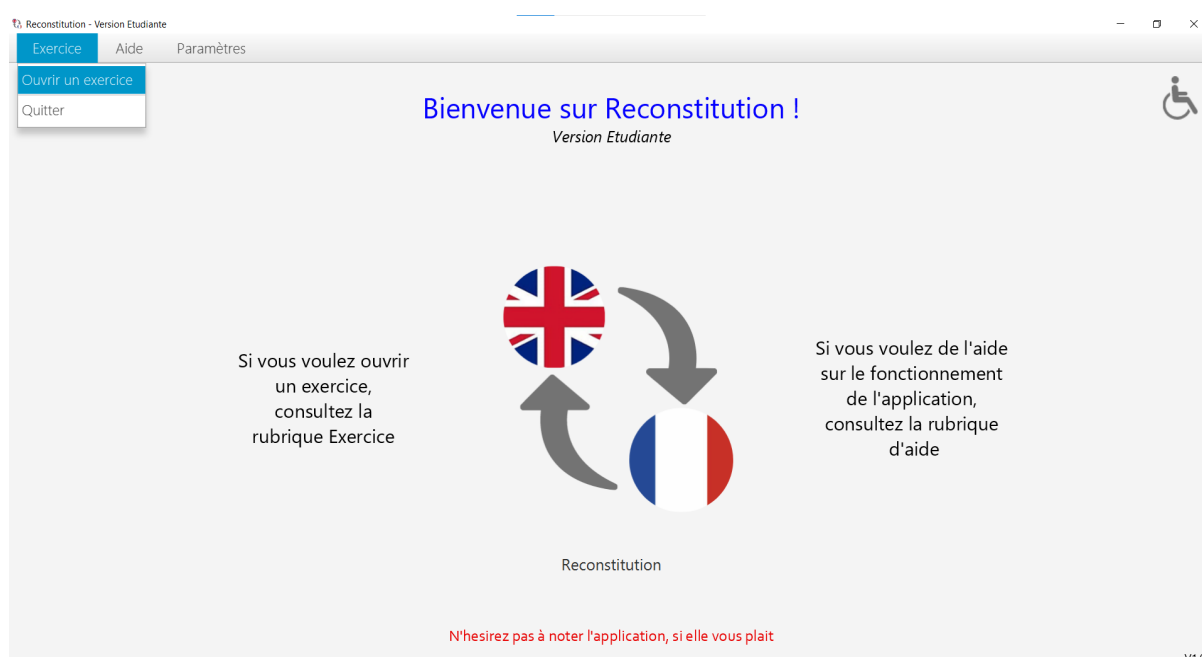 Reconstitution - Version Etudiante
Exercice Aide Paramètres
Ouvrir un exercice
Quitter
Bienvenue sur Reconstitution !
Version Etudiante
Si vous voulez ouvrir
un exercice,
consultez la
rubrique Exercice
Si vous voulez de l'aide
sur le fonctionnement
de l'application,
consultez la rubrique
d'aide
Reconstitution
N'hesirez pas à noter l'application, si elle vous plait